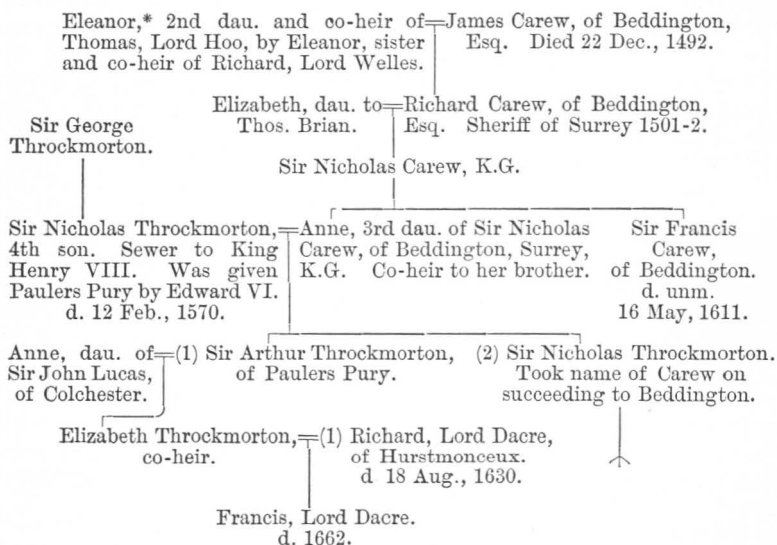 Eleanor,* 2nd dau. and co-heir of
Thomas, Lord Hoo, by Eleanor, sister
and co-heir of Richard, Lord Welles.
James Carew, of Beddington,
Esq. Died 22 Dec., 1492.
Elizabeth, dau. to
Thos. Brian.
Richard Carew, of Beddington,
Esq. Sheriff of Surrey 1501-2.
Sir George
Throckmorton.
Sir Nicholas Carew, K.G.
Sir Nicholas Throckmorton,
4th son. Sewer to King
Henry VIII. Was given
Paulers Pury by Edward VI.
d. 12 Feb., 1570.
Anne, 3rd dau. of Sir Nicholas
Carew, of Beddington, Surrey,
K.G. Co-heir to her brother.
Sir Francis
Carew,
of Beddington.
d. unm.
16 May, 1611.
Anne, dau. of
Sir John Lucas,
of Colchester.
(1) Sir Arthur Throckmorton,
of Paulers Pury.
(2) Sir Nicholas Throckmorton.
Took name of Carew on
succeeding to Beddington.
Elizabeth Throckmorton,
co-heir.
(1) Richard, Lord Dacre,
of Hurstmonceux.
d 18 Aug., 1630.
Francis, Lord Dacre.
d. 1662.